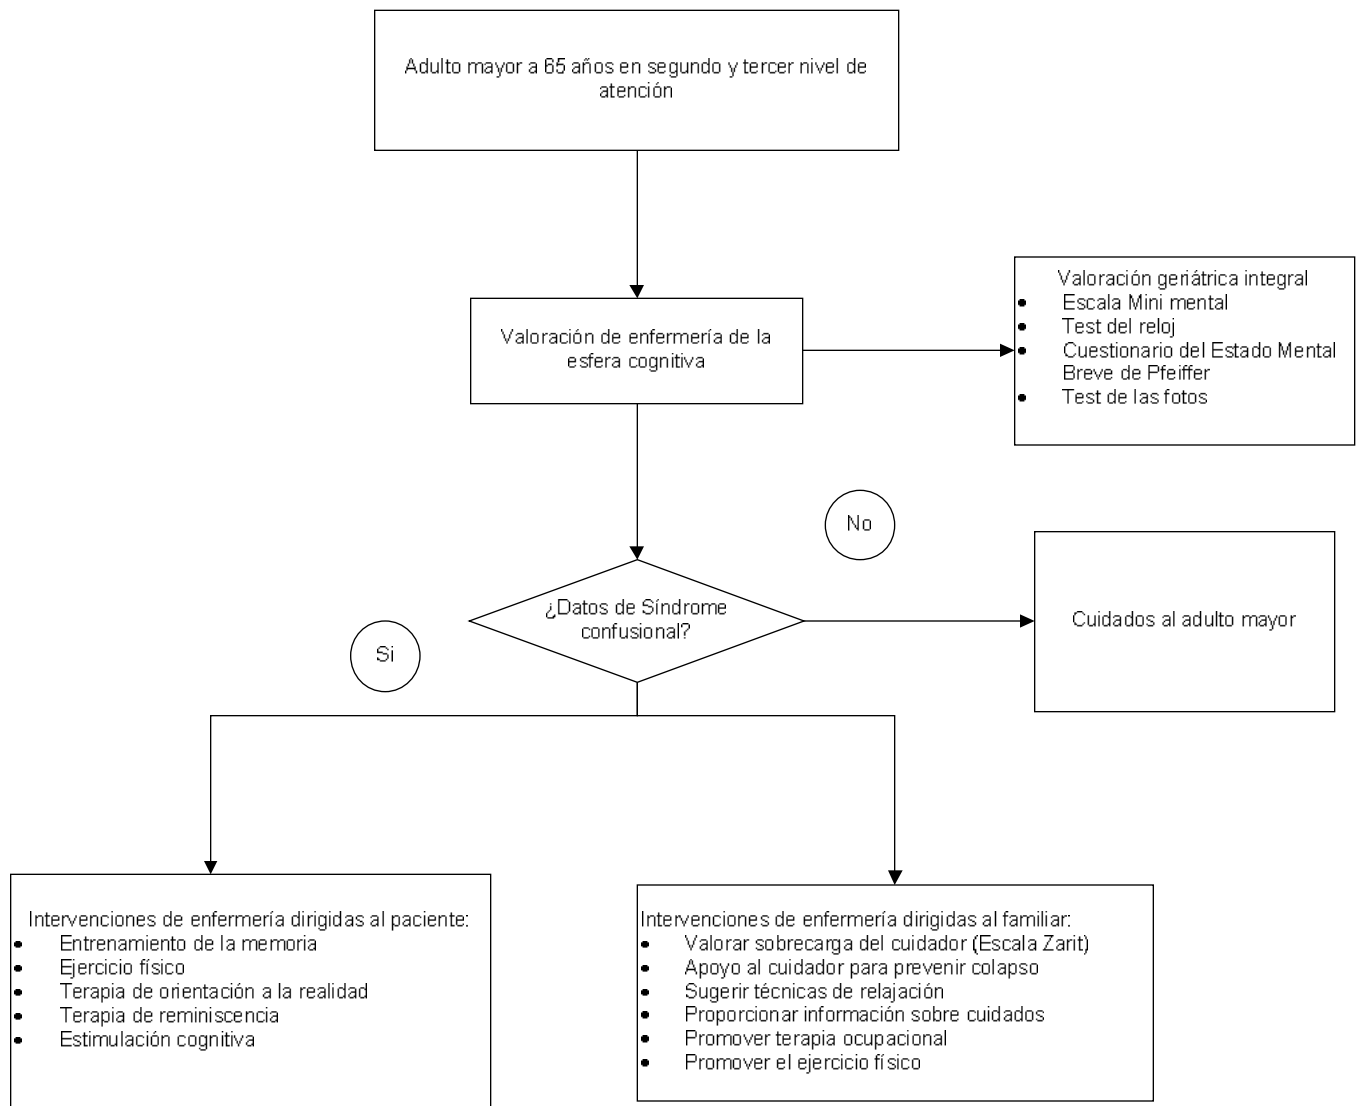 Adulto mayor a 65 años en segundo y tercer nivel de
atención
Valoración de enfermería de la
esfera cognitiva
Valoración geriátrica integral
• Escala Mini mental
• Test del reloj
• Cuestionario del Estado Mental
Breve de Pfeiffer
• Test de las fotos
No
¿Datos de Síndrome
confusional?
Cuidados al adulto mayor
Si
Intervenciones de enfermería dirigidas al paciente:
• Entrenamiento de la memoria
• Ejercicio físico
• Terapia de orientación a la realidad
• Terapia de reminiscencia
• Estimulación cognitiva
Intervenciones de enfermería dirigidas al familiar:
• Valorar sobrecarga del cuidador (Escala Zarit)
• Apoyo al cuidador para prevenir colapso
• Sugerir técnicas de relajación
• Proporcionar información sobre cuidados
• Promover terapia ocupacional
• Promover el ejercicio físico